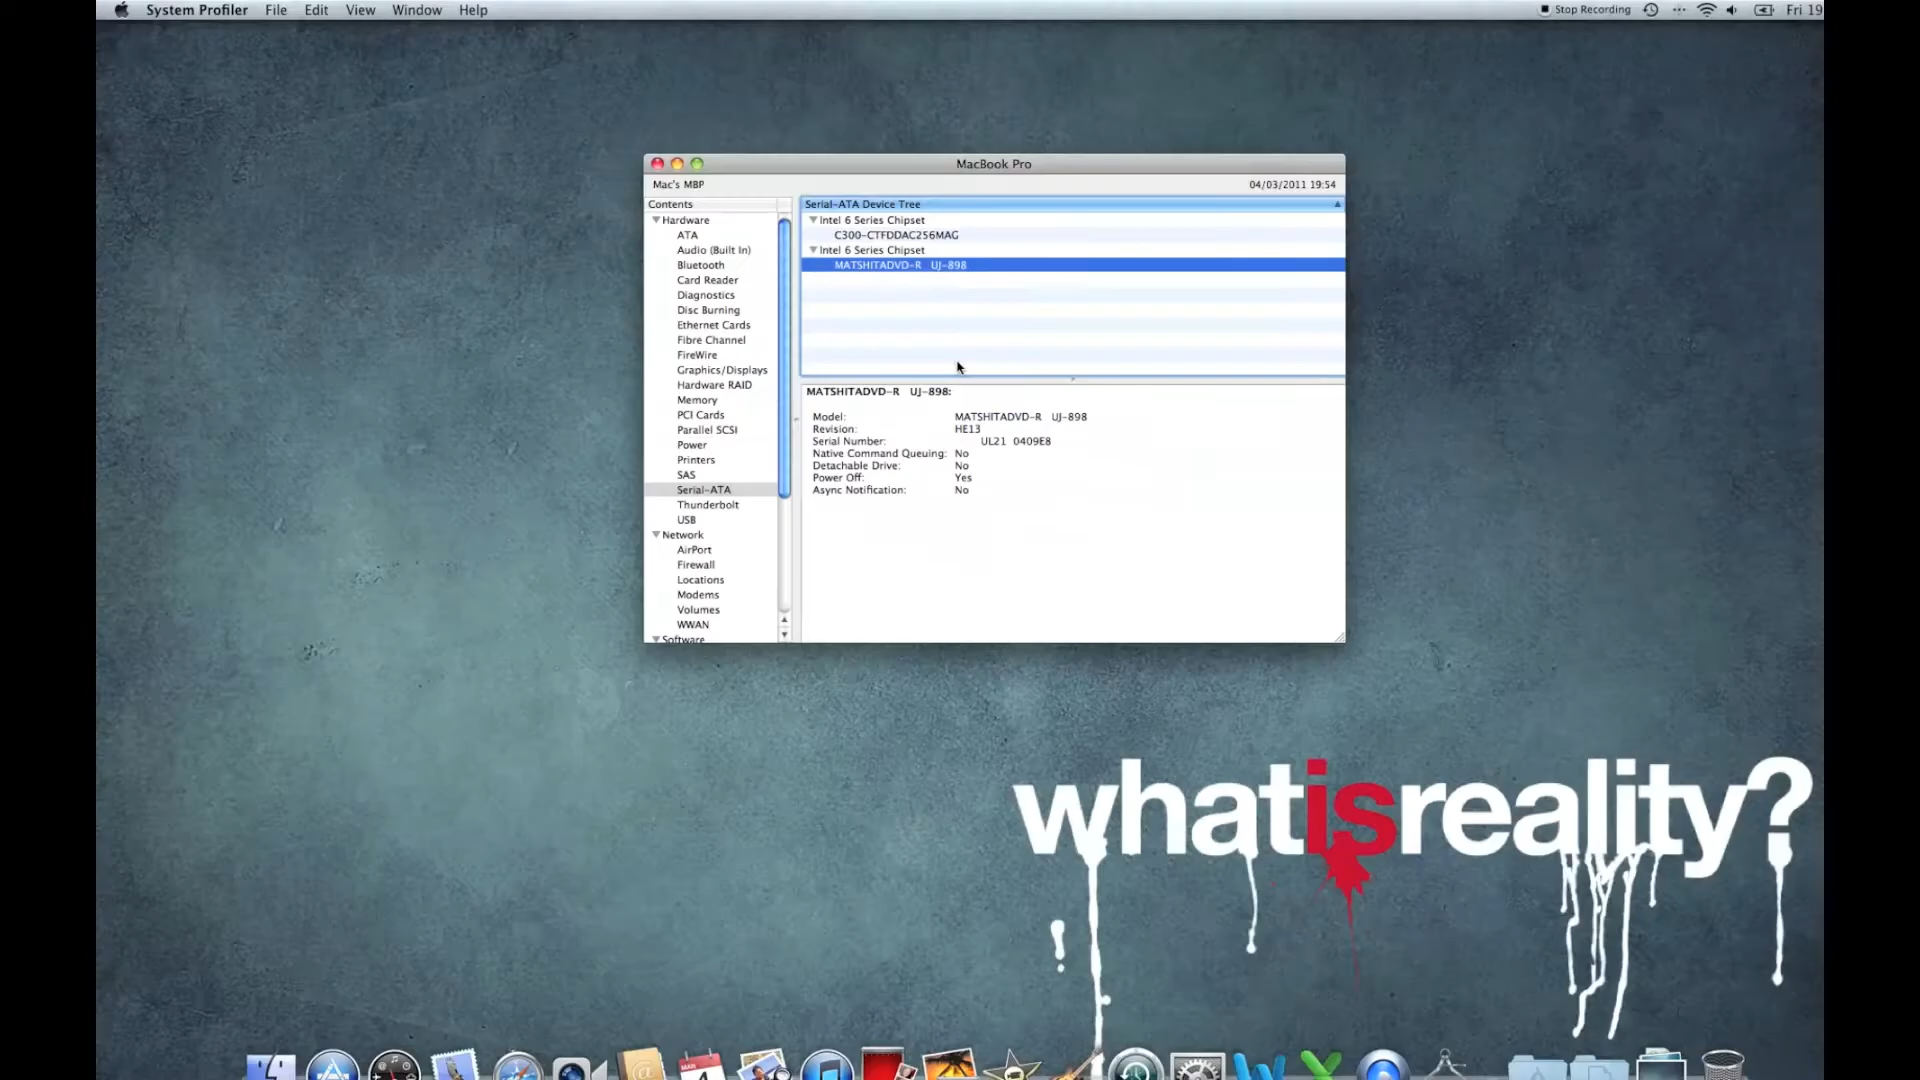 System Profiler File Edit View Window Help
Stop Recording Fri 19
MacBook Pro
Mac's MBP 04/03/2011 19:54
Contents
Hardware
ATA
Audio (Built In)
Bluetooth
Card Reader
Diagnostics
Disc Burning
Ethernet Cards
Fibre Channel
FireWire
Graphics/Displays
Hardware RAID
Memory
PCI Cards
Parallel SCSI
Power
Printers
SAS
Serial-ATA
Thunderbolt
USB
Network
AirPort
Firewall
Locations
Modems
Volumes
WWAN
Software
Serial-ATA Device Tree
Intel 6 Series Chipset
C300-CTFDDAC256MAG
Intel 6 Series Chipset
MATSHITADVD-R UJ-898
MATSHITADVD-R UJ-898:
Model: MATSHITADVD-R UJ-898
Revision: HE13
Serial Number: UL21 0409E8
Native Command Queuing: No
Detachable Drive: No
Power Off: Yes
Async Notification: No
whatisreality?
!
MAR